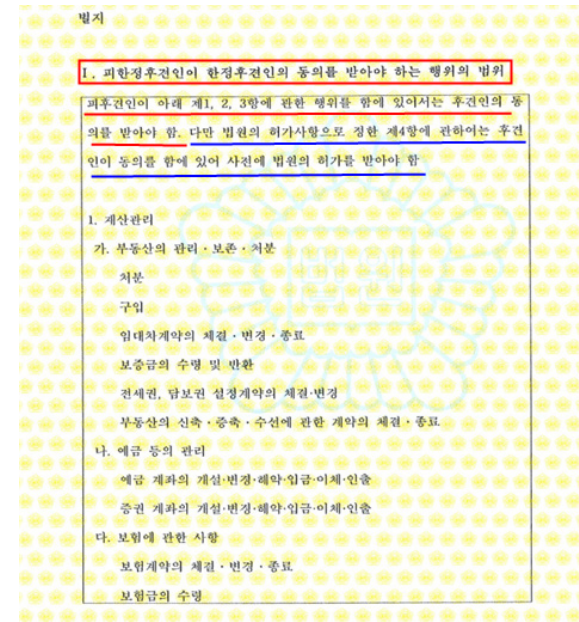 별지
I. 피한정후견인이 한정후견인의 동의를 받아야 하는 행위의 범위
피후견인이 아래 제1, 2, 3항에 관한 행위를 함에 있어서는 후견인의 동
의를 받아야 함. 다만 법원의 허가사항으로 정한 제4항에 관하여는 후견
인이 동의를 함에 있어 사전에 법원의 허가를 받아야 함
1. 재산관리
가. 부동산의 관리·보존·처분
처분
구입
임대차계약의 체결·변경·종료
보증금의 수령 및 반환
전세권, 담보권 설정계약의 체결·변경
부동산의 신축·증축·수선에 관한 계약의 체결·종료
나. 예금 등의 관리
예금 계좌의 개설·변경·해약·입금·이체·인출
증권 계좌의 개설·변경·해약·입금·이체·인출
다. 보험에 관한 사항
보험계약의 체결·변경·종료
보험금의 수령
법원